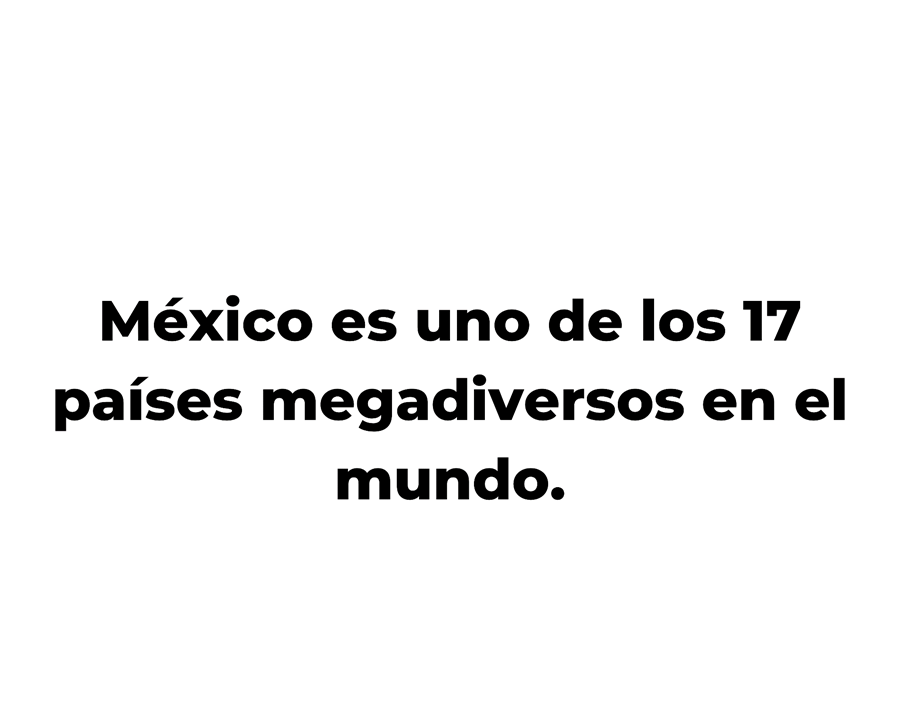 México es uno de los 17
países megadiversos en el
mundo.